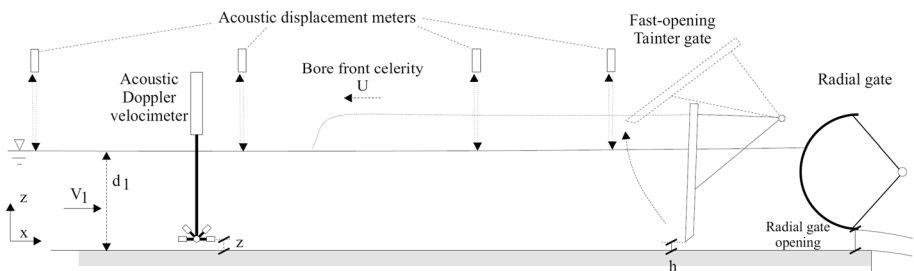 Acoustic displacement meters
Fast-opening
Tainter gate
Bore front celerity
U
Acoustic
Doppler
velocimeter
Radial gate
d1
V1
z
x
z
Radial gate
opening
h